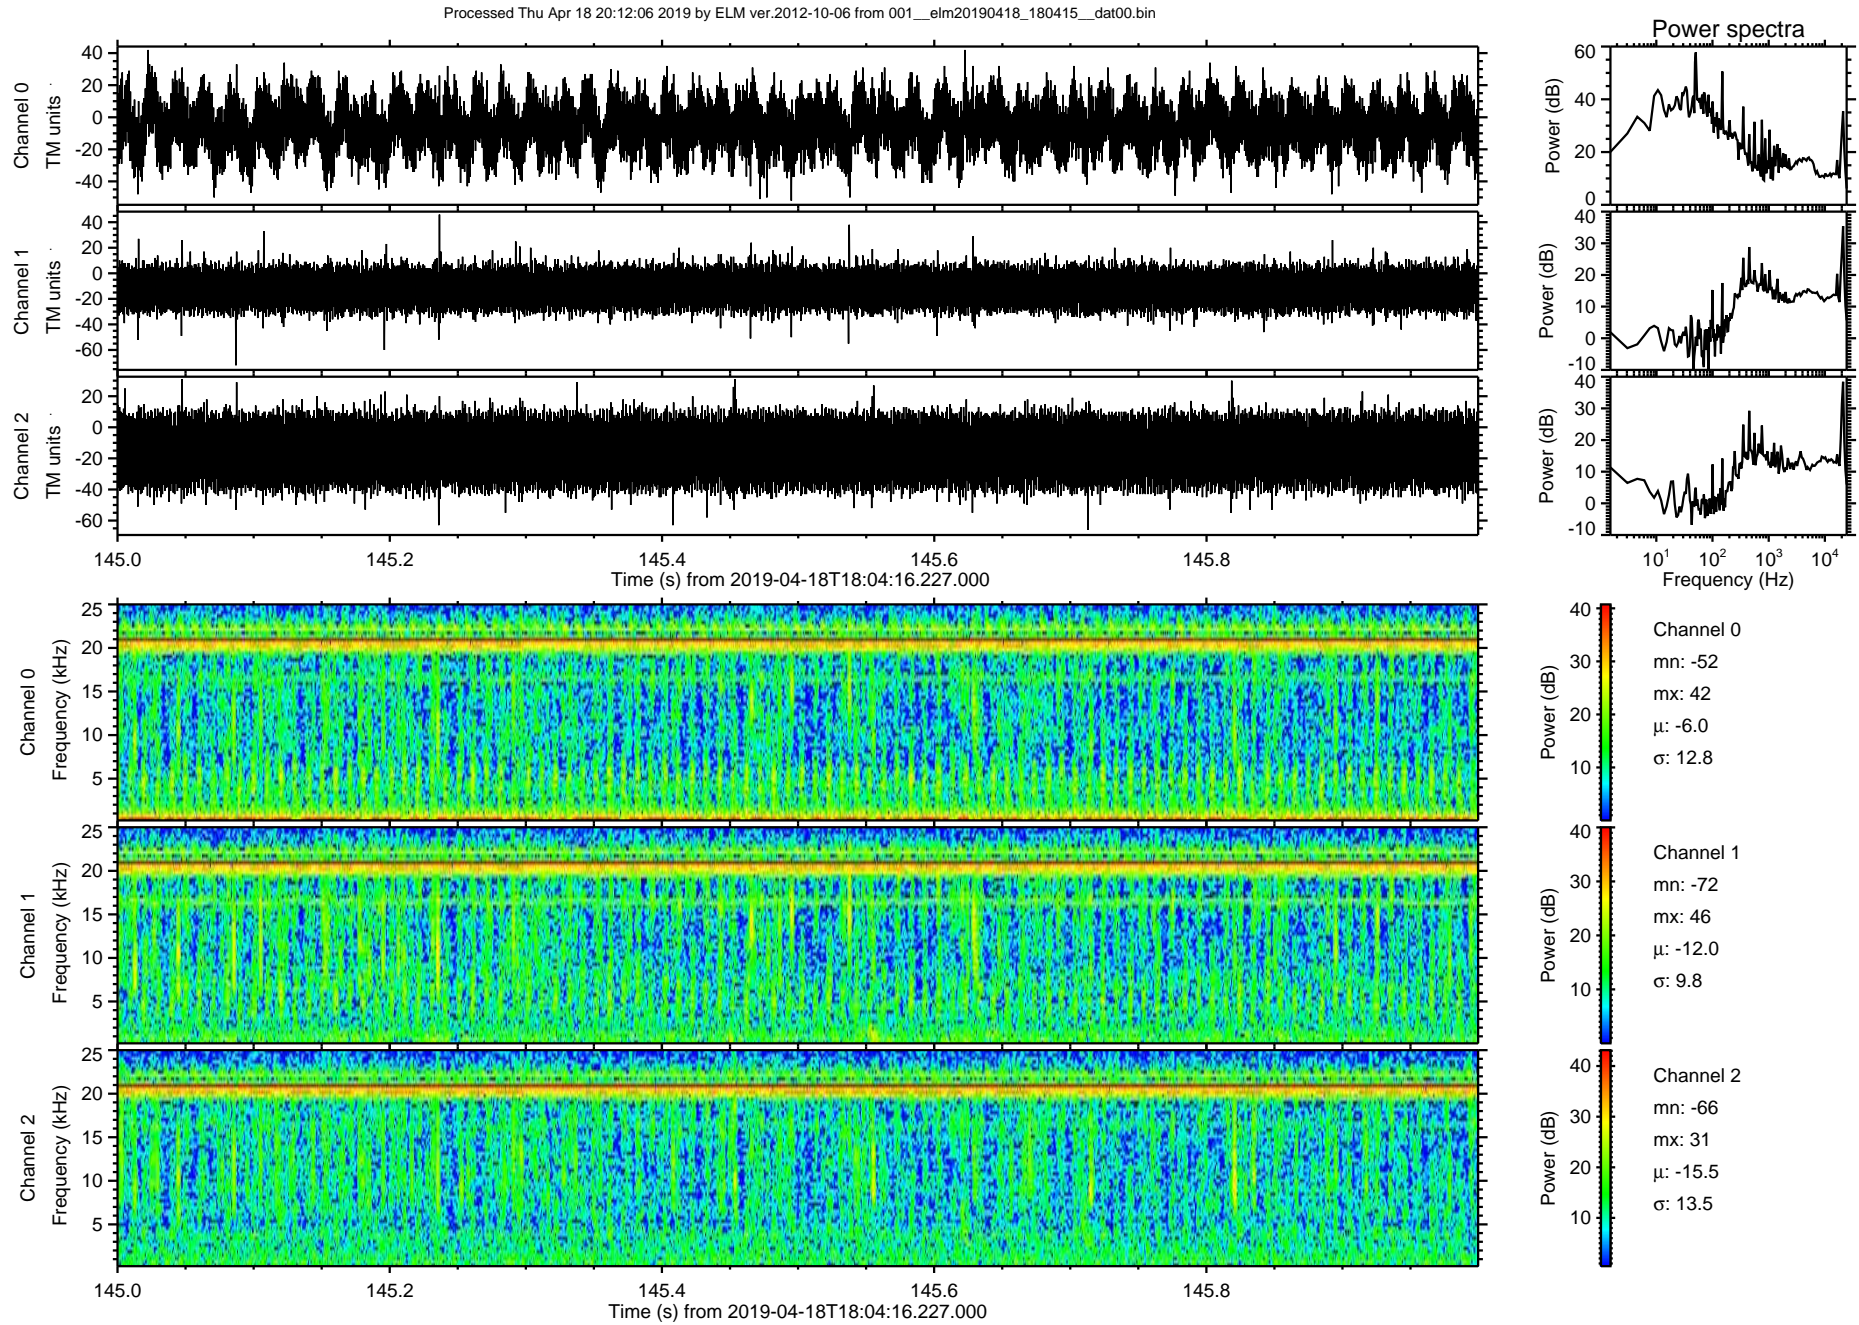 Processed Thu Apr 18 20:12:06 2019 by ELM ver.2012-10-06 from 001__elm20190418_180415__dat00.bin
Power spectra
Channel 0
TM units
40
20
0
-20
-40
Power (dB)
60
40
20
0
Channel 1
TM units
40
20
0
-20
-40
-60
Power (dB)
40
30
20
10
0
-10
Channel 2
TM units
20
0
-20
-40
-60
Power (dB)
40
30
20
10
0
-10
145.0 145.2 145.4 145.6 145.8
Time (s) from 2019-04-18T18:04:16.227.000
10¹ 10² 10³ 10⁴
Frequency (Hz)
Channel 0
Frequency (kHz)
25
20
15
10
5
Power (dB)
40
30
20
10
Channel 0
mn: -52
mx: 42
μ: -6.0
σ: 12.8
Channel 1
Frequency (kHz)
25
20
15
10
5
Power (dB)
40
30
20
10
Channel 1
mn: -72
mx: 46
μ: -12.0
σ: 9.8
Channel 2
Frequency (kHz)
25
20
15
10
5
Power (dB)
40
30
20
10
Channel 2
mn: -66
mx: 31
μ: -15.5
σ: 13.5
145.0 145.2 145.4 145.6 145.8
Time (s) from 2019-04-18T18:04:16.227.000